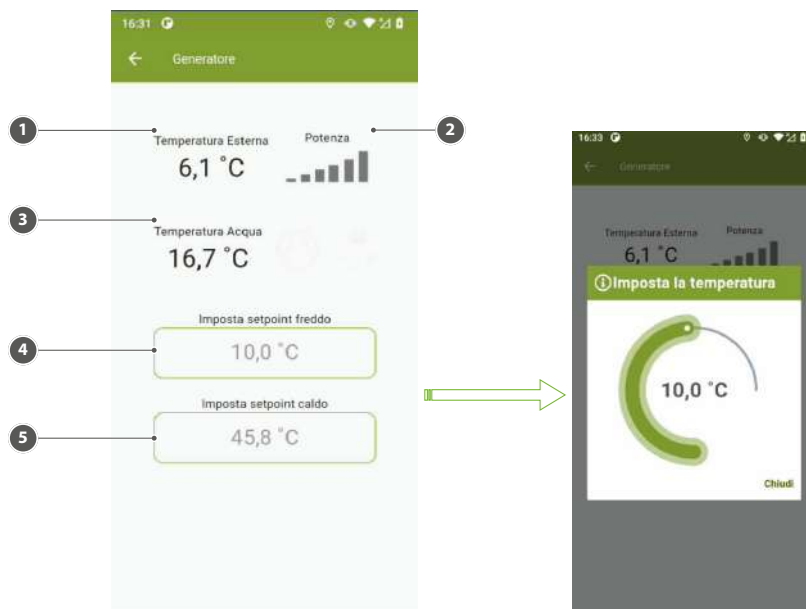 16:31
Generatore
1
Temperatura Esterna
6,1 °C
Potenza
2
3
Temperatura Acqua
16,7 °C
4
Imposta setpoint freddo
10,0 °C
5
Imposta setpoint caldo
45,8 °C
16:33
Generatore
Temperatura Esterna
6,1 °C
Potenza
Imposta la temperatura
10,0 °C
Chiudi